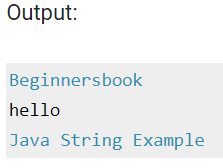 Output:
Beginnersbook
hello
Java String Example